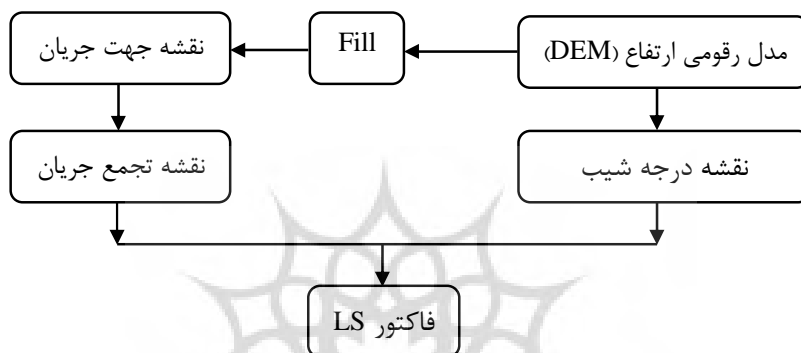 مدل رقومی ارتفاع (DEM)
Fill
نقشه جهت جریان
نقشه درجه شیب
نقشه تجمع جریان
فاکتور LS